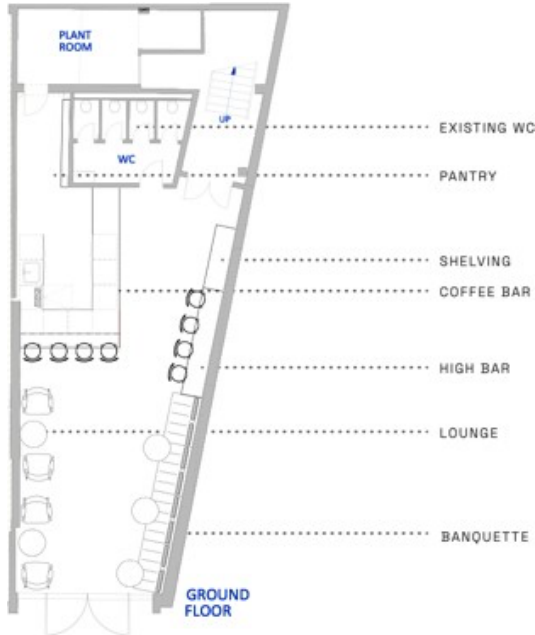 PLANT
ROOM
UP
EXISTING WC
WC
PANTRY
SHELVING
COFFEE BAR
HIGH BAR
LOUNGE
BANQUETTE
GROUND
FLOOR